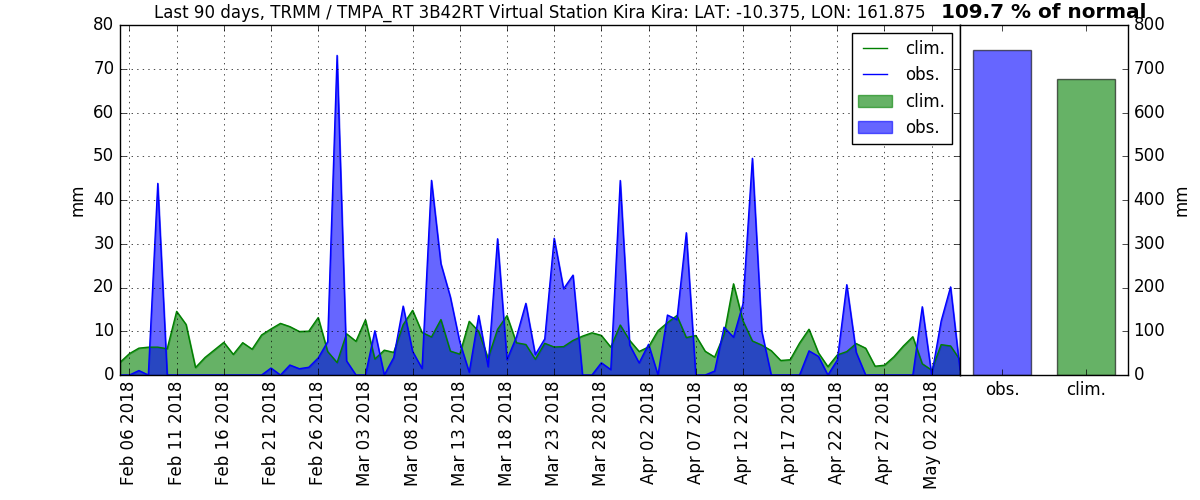 Last 90 days, TRMM / TMPA_RT 3B42RT Virtual Station Kira Kira: LAT: -10.375, LON: 161.875 109.7 % of normal
80
70
60
50
40
30
20
10
0
mm
clim.
obs.
clim.
obs.
800
700
600
500
400
300
200
100
0
mm
obs.
clim.
Feb 06 2018
Feb 11 2018
Feb 16 2018
Feb 21 2018
Feb 26 2018
Mar 03 2018
Mar 08 2018
Mar 13 2018
Mar 18 2018
Mar 23 2018
Mar 28 2018
Apr 02 2018
Apr 07 2018
Apr 12 2018
Apr 17 2018
Apr 22 2018
Apr 27 2018
May 02 2018